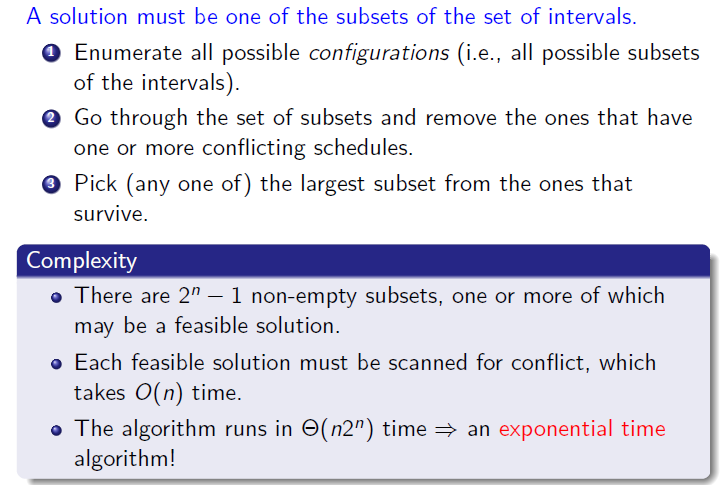 A solution must be one of the subsets of the set of intervals.
1 Enumerate all possible configurations (i.e., all possible subsets
of the intervals).
2 Go through the set of subsets and remove the ones that have
one or more conflicting schedules.
3 Pick (any one of) the largest subset from the ones that
survive.
Complexity
There are 2ⁿ − 1 non-empty subsets, one or more of which
may be a feasible solution.
Each feasible solution must be scanned for conflict, which
takes O(n) time.
The algorithm runs in Θ(n2ⁿ) time ⇒ an exponential time
algorithm!